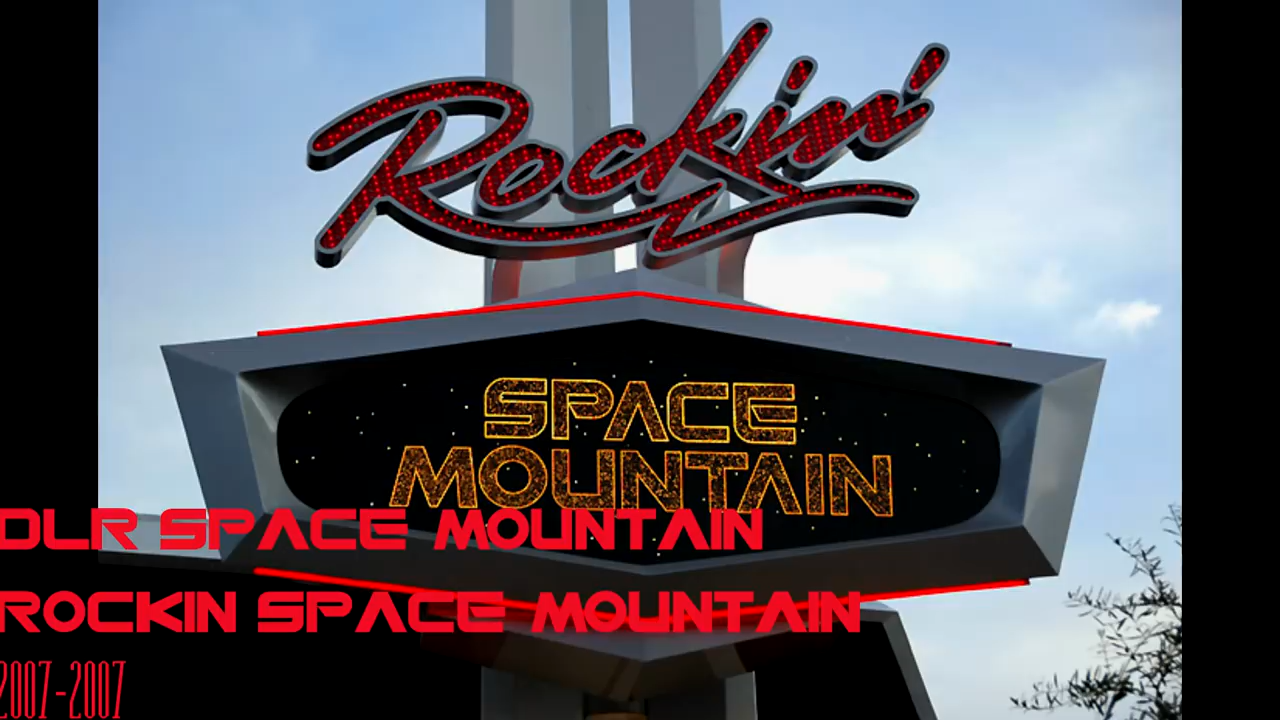 Rockin'
SPACE
MOUNTAIN
DLR SPACE MOUNTAIN
ROCKIN SPACE MOUNTAIN
2007-2007